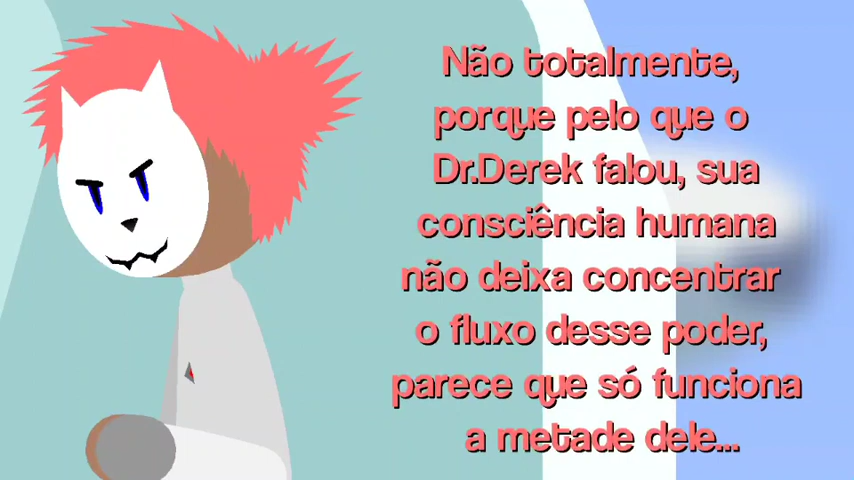 Não totalmente,
porque pelo que o
Dr.Derek falou, sua
consciência humana
não deixa concentrar
o fluxo desse poder,
parece que só funciona
a metade dele...